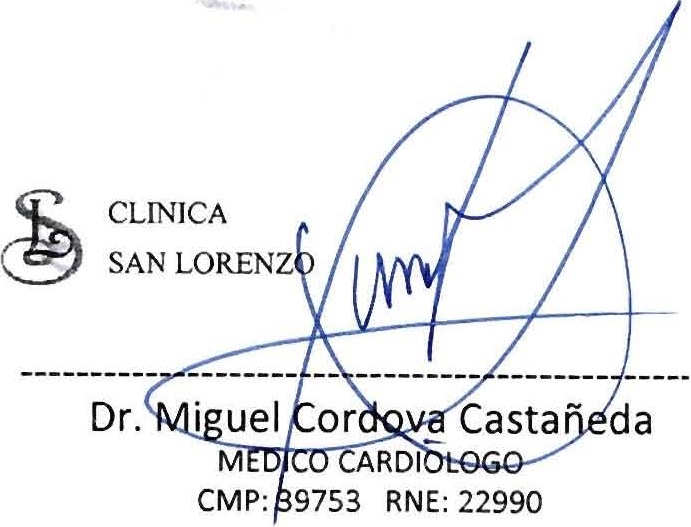 CLINICA
SAN LORENZO
Dr. Miguel Cordova Castañeda
MEDICO CARDIOLOGO
CMP: 39753 RNE: 22990